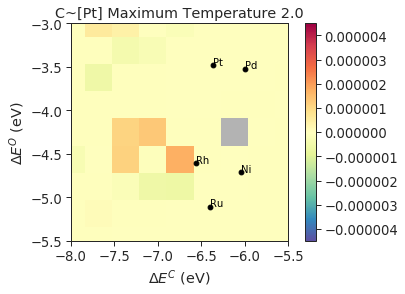 C~[Pt] Maximum Temperature 2.0
−3.0
−3.5
−4.0
−4.5
−5.0
−5.5
ΔE^O (eV)
Pt
Pd
Rh
Ni
Ru
−8.0 −7.5 −7.0 −6.5 −6.0 −5.5
ΔE^C (eV)
0.000004
0.000003
0.000002
0.000001
0.000000
−0.000001
−0.000002
−0.000003
−0.000004